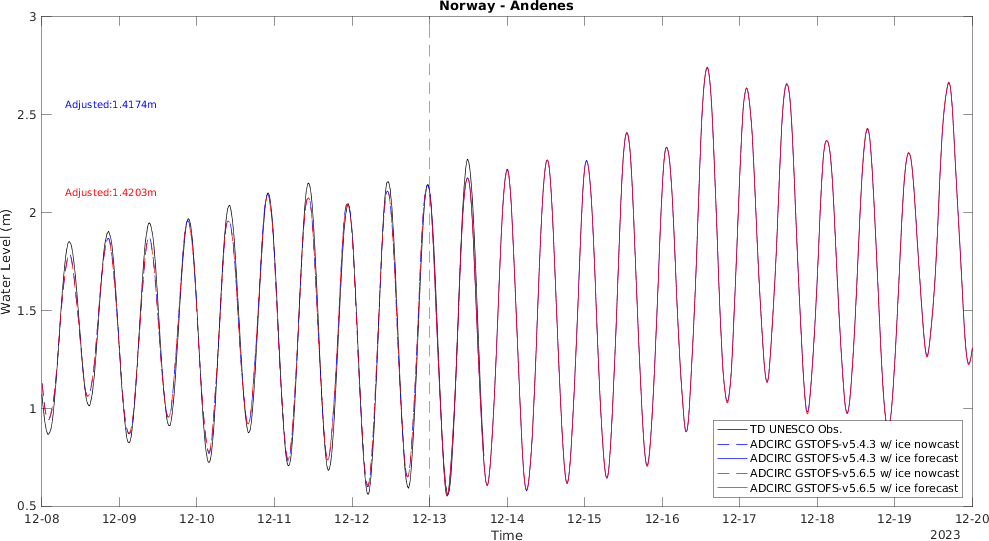 Norway - Andenes
3
2.5
2
1.5
1
0.5
Water Level (m)
Adjusted:1.4174m
Adjusted:1.4203m
TD UNESCO Obs.
ADCIRC GSTOFS-v5.4.3 w/ ice nowcast
ADCIRC GSTOFS-v5.4.3 w/ ice forecast
ADCIRC GSTOFS-v5.6.5 w/ ice nowcast
ADCIRC GSTOFS-v5.6.5 w/ ice forecast
12-08 12-09 12-10 12-11 12-12 12-13 12-14 12-15 12-16 12-17 12-18 12-19 12-20
Time
2023